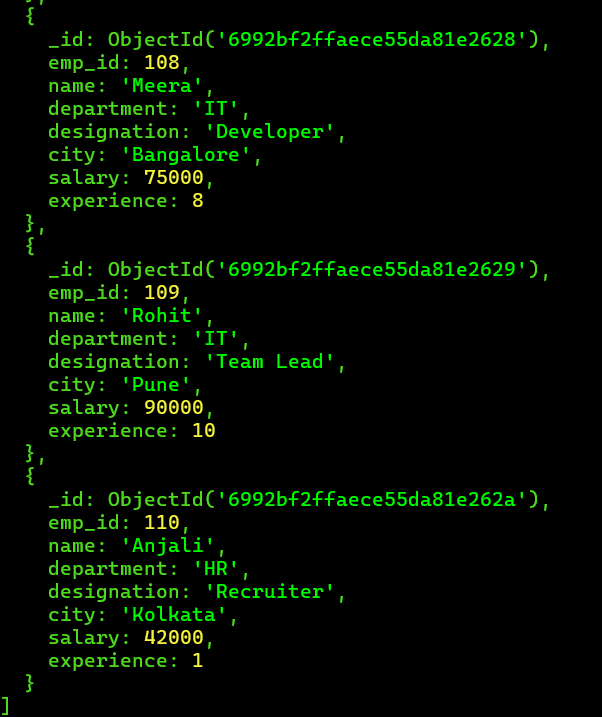 },
{
_id: ObjectId('6992bf2ffaece55da81e2628'),
emp_id: 108,
name: 'Meera',
department: 'IT',
designation: 'Developer',
city: 'Bangalore',
salary: 75000,
experience: 8
},
{
_id: ObjectId('6992bf2ffaece55da81e2629'),
emp_id: 109,
name: 'Rohit',
department: 'IT',
designation: 'Team Lead',
city: 'Pune',
salary: 90000,
experience: 10
},
{
_id: ObjectId('6992bf2ffaece55da81e262a'),
emp_id: 110,
name: 'Anjali',
department: 'HR',
designation: 'Recruiter',
city: 'Kolkata',
salary: 42000,
experience: 1
}
]